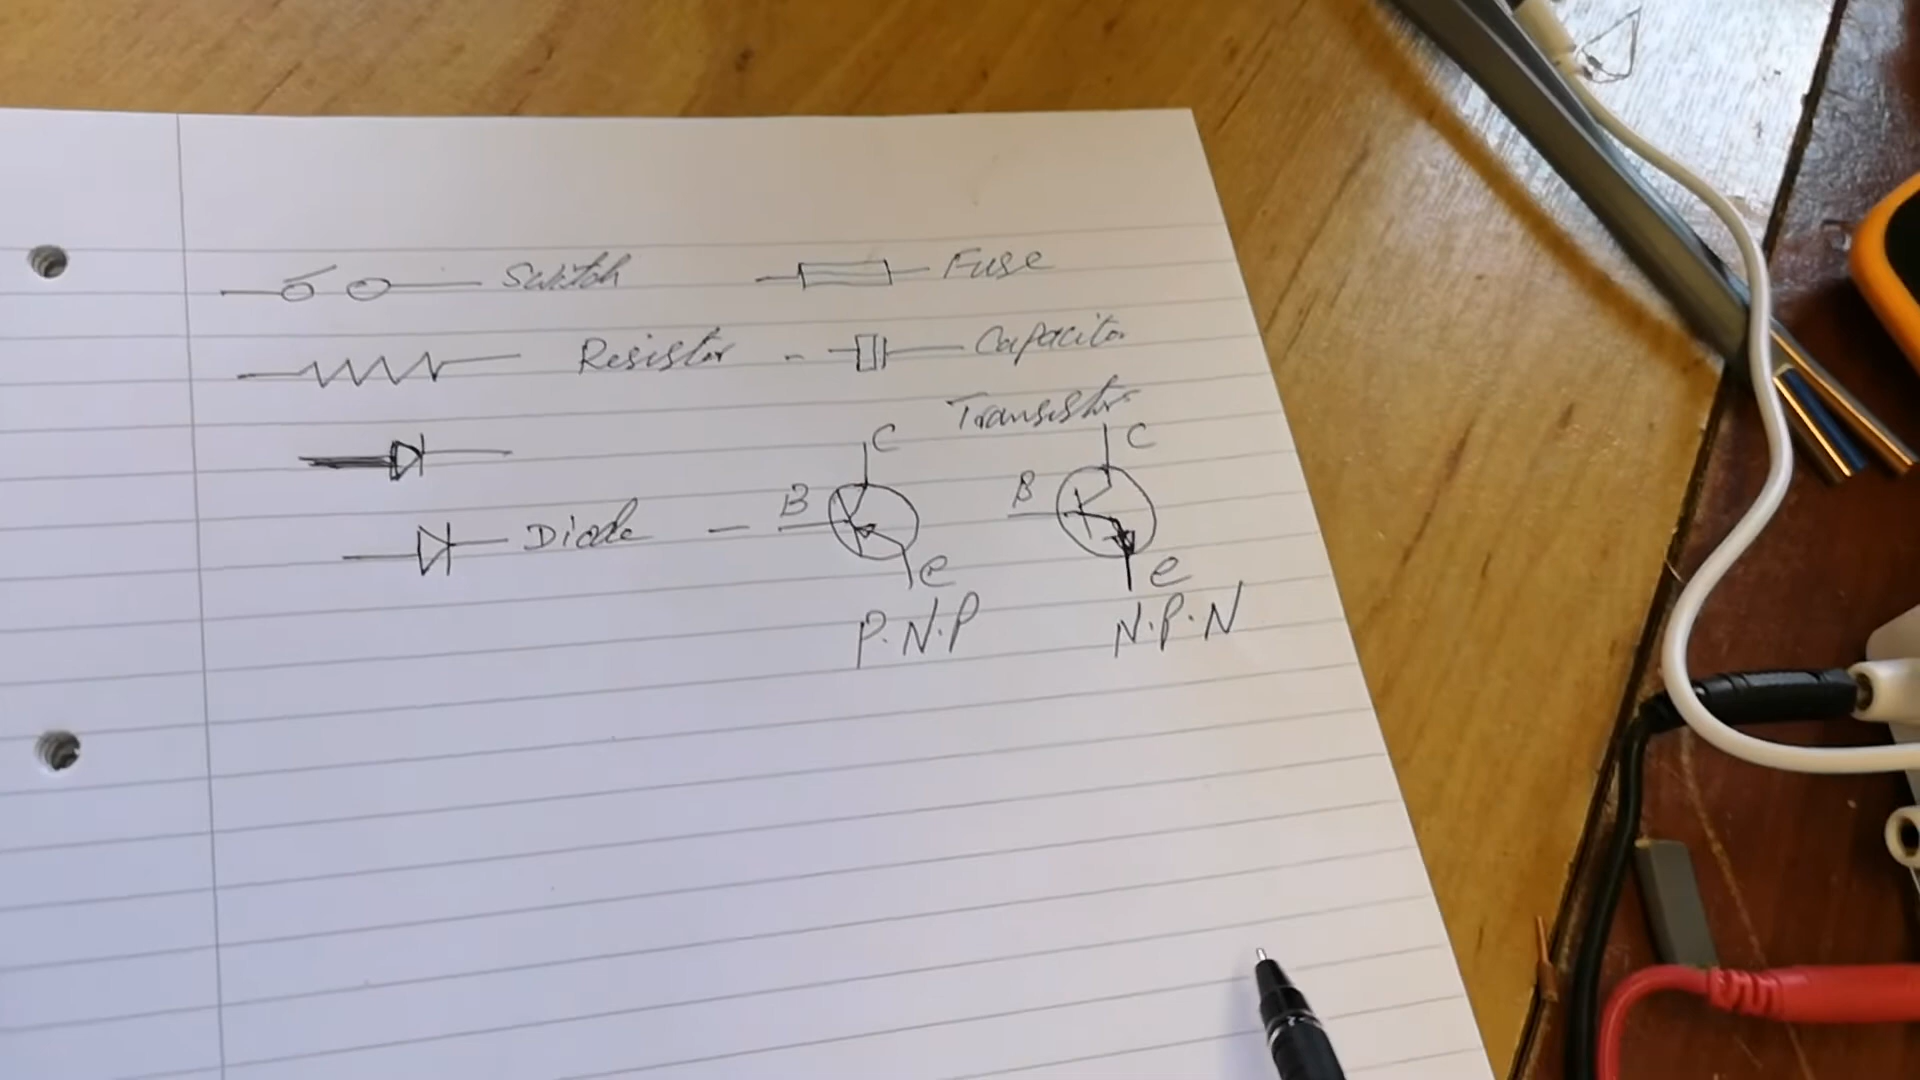 Switch Fuse
Resistor - Capacitor
Transistor
C C
B B
Diode
e e
P.N.P N.P.N